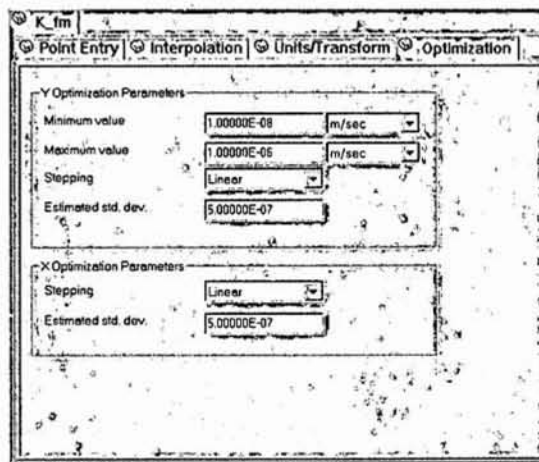 K_fm
Point Entry Interpolation Units/Transform Optimization
Y Optimization Parameters
Minimum value 1.00000E-08 m/sec
Maximum value 1.00000E-05 m/sec
Stepping Linear
Estimated std. dev. 5.00000E-07
X Optimization Parameters
Stepping Linear
Estimated std. dev. 5.00000E-07